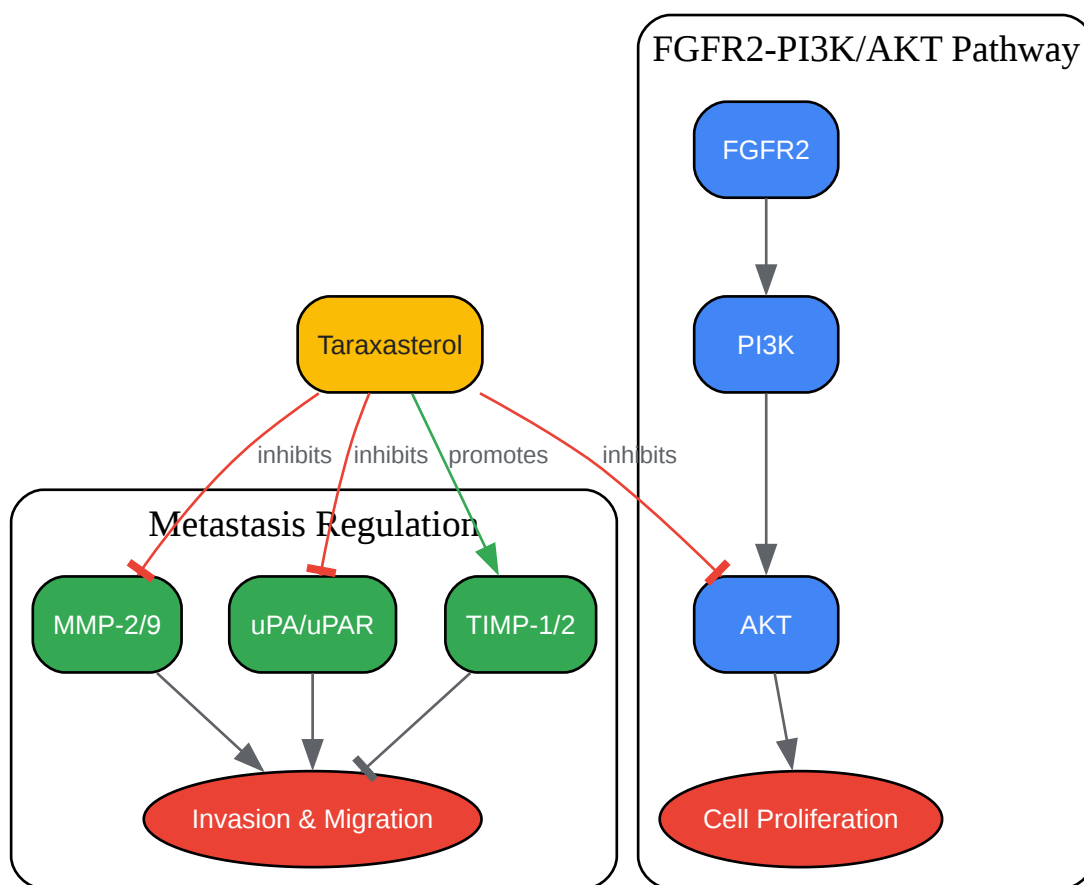 FGFR2-PI3K/AKT Pathway
FGFR2
PI3K
Taraxasterol
inhibits
inhibits
promotes
inhibits
Metastasis Regulation
MMP-2/9
uPA/uPAR
TIMP-1/2
AKT
Invasion & Migration
Cell Proliferation